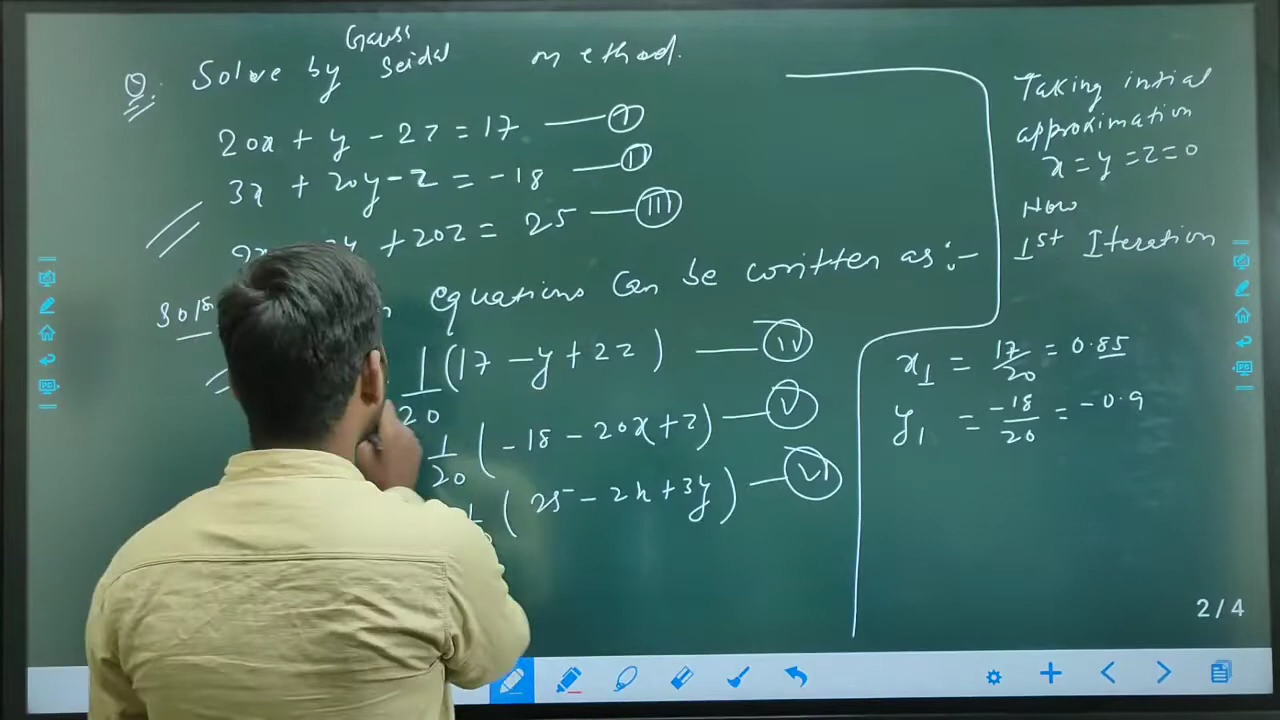 Q. Solve by Gauss Seidal method.
20x + y - 2z = 17 — I
3x + 20y - z = -18 — II
+ 20z = 25 — III
Soln equations can be written as :-
1/20 (17 - y + 2z) — IV
1/20 (-18 - 20x + z) — V
(25 - 2x + 3y) — VI
Taking initial
approximation
x = y = z = 0
Now
1st Iteration
x1 = 17/20 = 0.85
y1 = -18/20 = -0.9
2/4